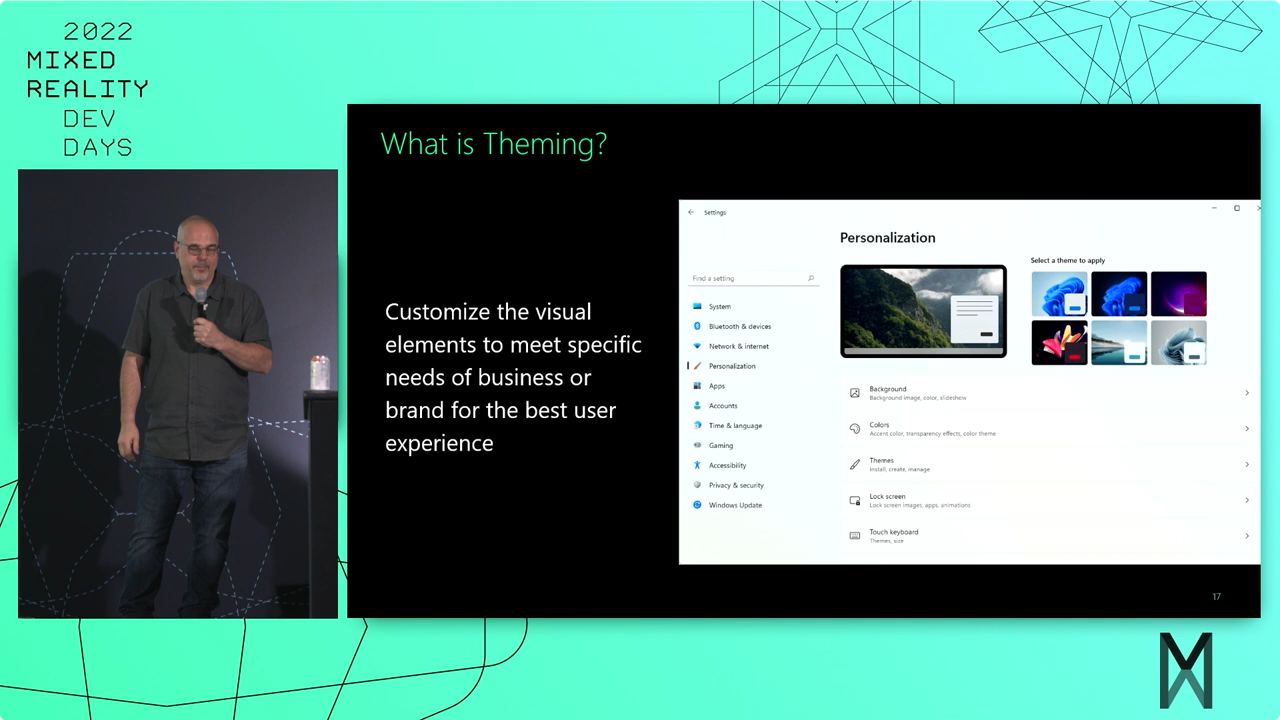 2022
MIXED
REALITY
DEV
DAYS
What is Theming?
Customize the visual
elements to meet specific
needs of business or
brand for the best user
experience
Settings
Find a setting
System
Bluetooth & devices
Network & internet
Personalization
Apps
Accounts
Time & language
Gaming
Accessibility
Privacy & security
Windows Update
Personalization
Select a theme to apply
Background
Background image, color, slideshow
Colors
Accent color, transparency effects, color theme
Themes
Install, create, manage
Lock screen
Lock screen images, apps, animations
Touch keyboard
Themes, size
17